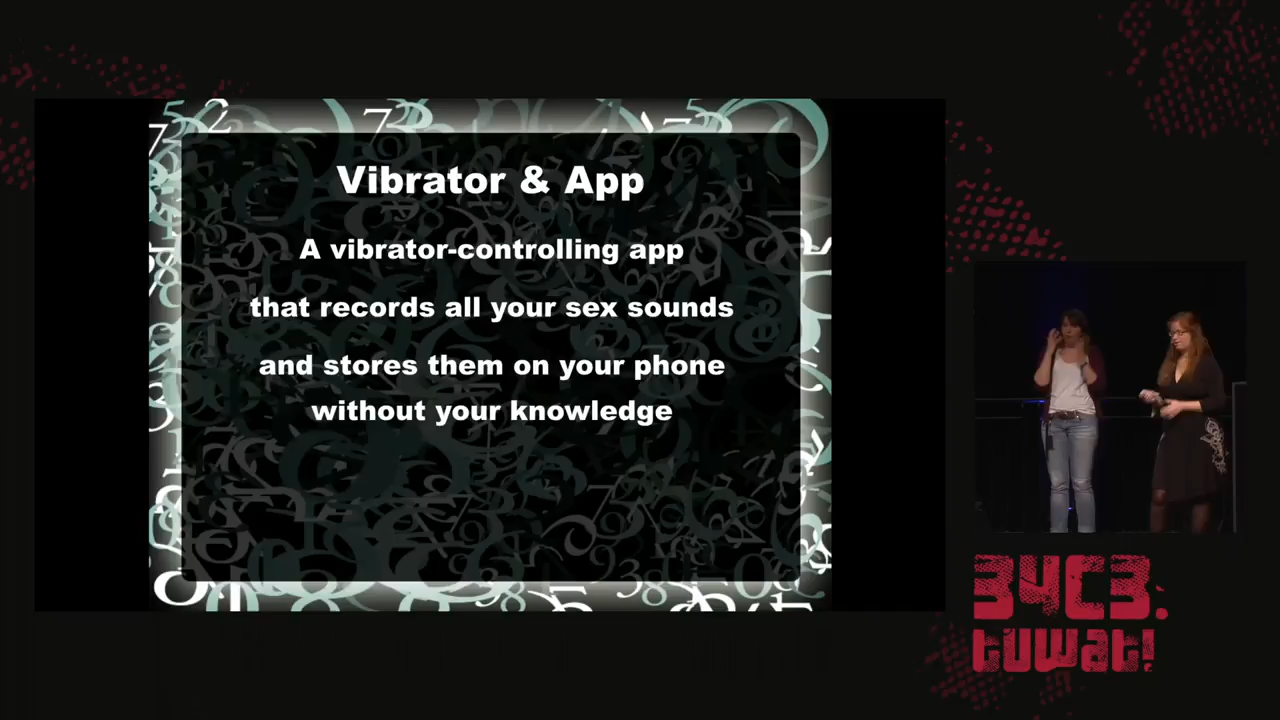 Vibrator & App
A vibrator-controlling app
that records all your sex sounds
and stores them on your phone
without your knowledge
34C3.
tuwat!